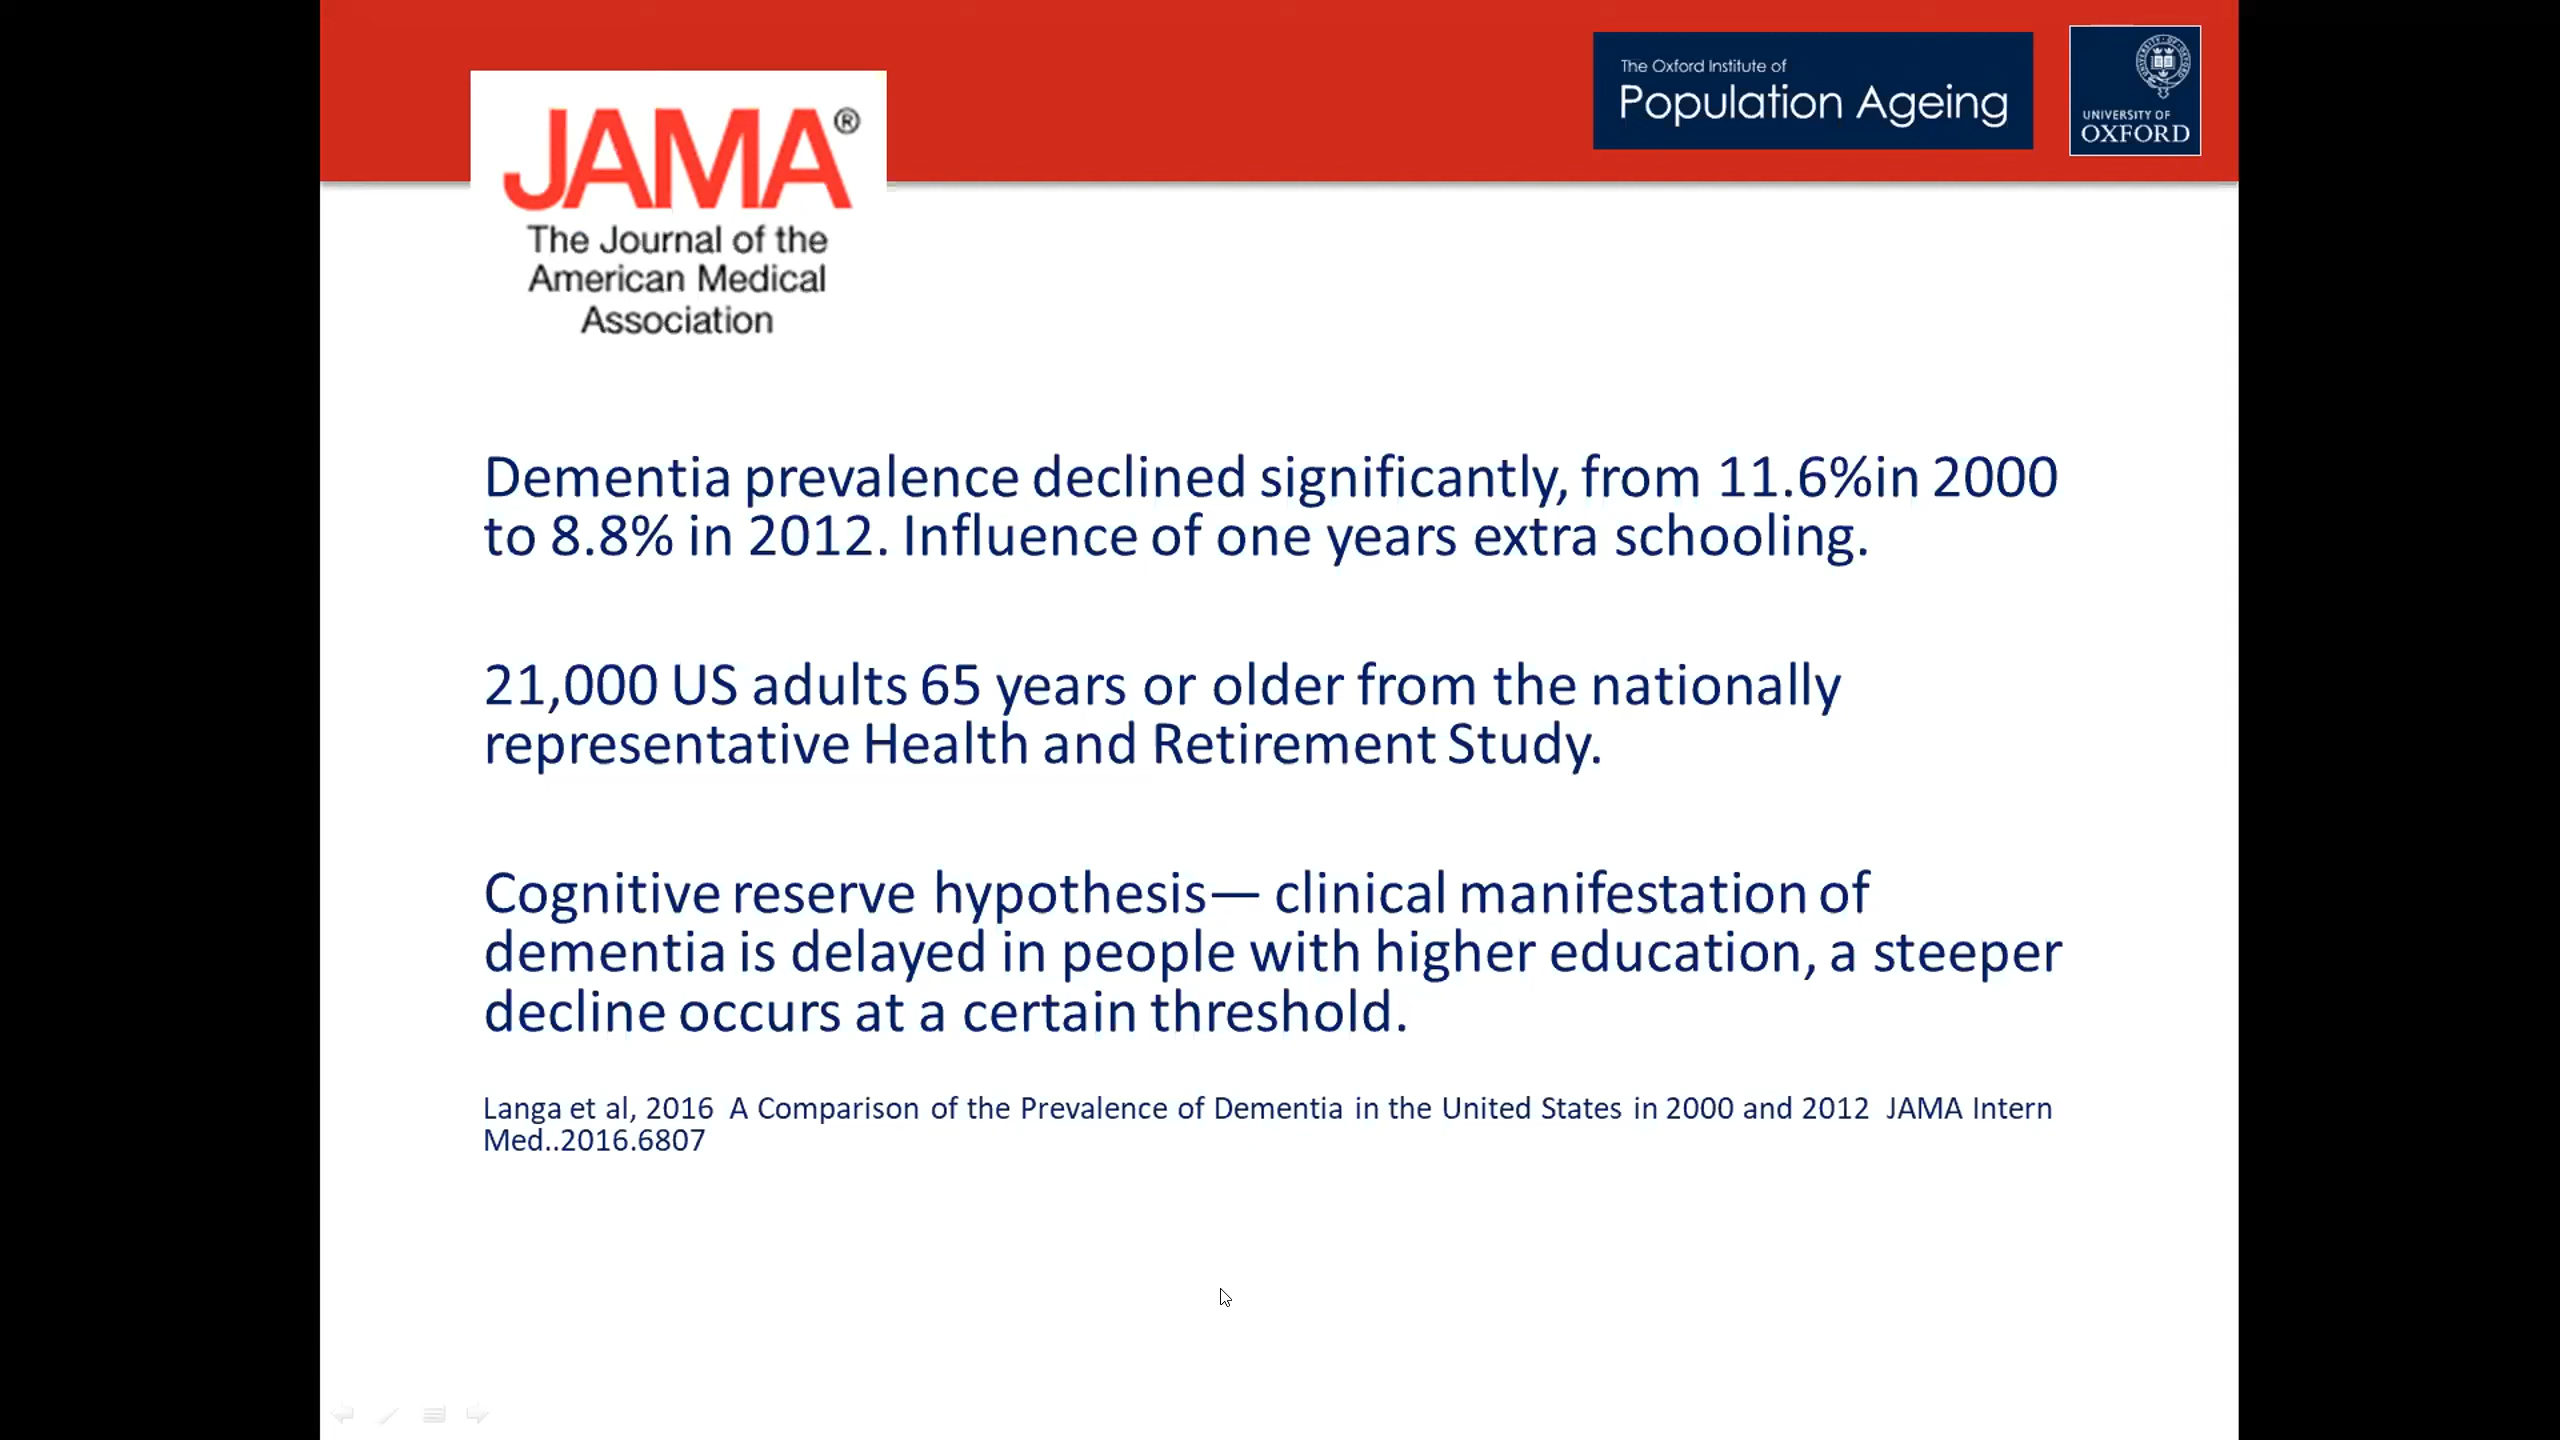 The Oxford Institute of
Population Ageing
UNIVERSITY OF
OXFORD
JAMA®
The Journal of the
American Medical
Association
Dementia prevalence declined significantly, from 11.6%in 2000
to 8.8% in 2012. Influence of one years extra schooling.
21,000 US adults 65 years or older from the nationally
representative Health and Retirement Study.
Cognitive reserve hypothesis— clinical manifestation of
dementia is delayed in people with higher education, a steeper
decline occurs at a certain threshold.
Langa et al, 2016 A Comparison of the Prevalence of Dementia in the United States in 2000 and 2012 JAMA Intern
Med..2016.6807